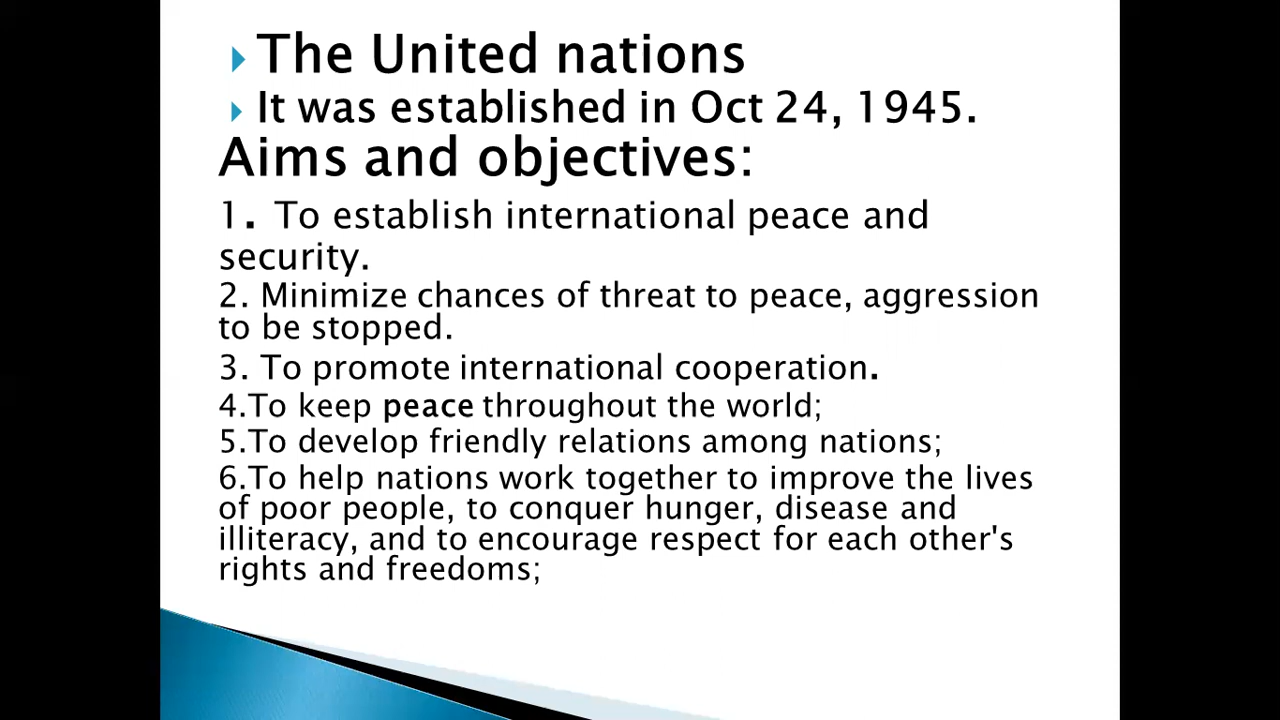 The United nations
It was established in Oct 24, 1945.
Aims and objectives:
1. To establish international peace and
security.
2. Minimize chances of threat to peace, aggression
to be stopped.
3. To promote international cooperation.
4.To keep peace throughout the world;
5.To develop friendly relations among nations;
6.To help nations work together to improve the lives
of poor people, to conquer hunger, disease and
illiteracy, and to encourage respect for each other's
rights and freedoms;